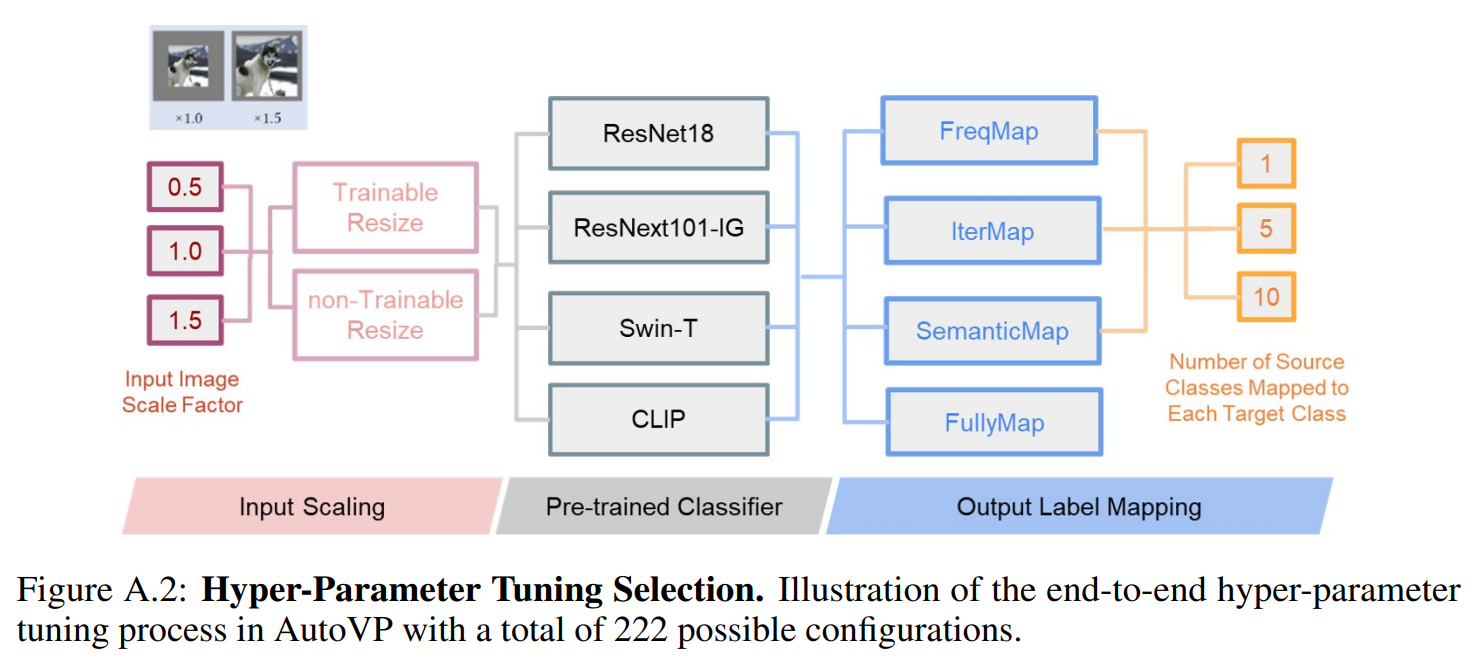 ×1.0
×1.5
0.5
1.0
1.5
Input Image
Scale Factor
Trainable
Resize
non-Trainable
Resize
ResNet18
ResNext101-IG
Swin-T
CLIP
FreqMap
IterMap
SemanticMap
FullyMap
1
5
10
Number of Source
Classes Mapped to
Each Target Class
Input Scaling
Pre-trained Classifier
Output Label Mapping
Figure A.2: Hyper-Parameter Tuning Selection. Illustration of the end-to-end hyper-parameter
tuning process in AutoVP with a total of 222 possible configurations.